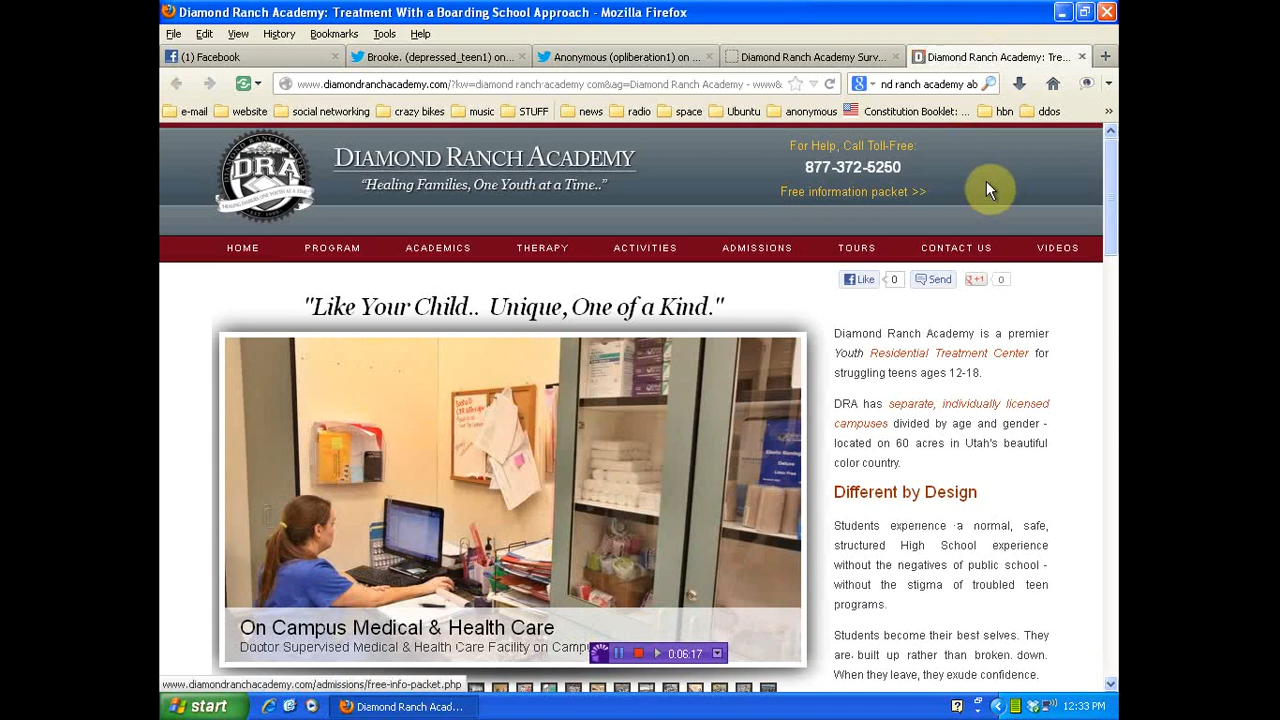 Diamond Ranch Academy: Treatment With a Boarding School Approach - Mozilla Firefox
File Edit View History Bookmarks Tools Help
(1) Facebook
Brooke. (depressed_teen1) on...
Anonymous (opliberation1) on ...
Diamond Ranch Academy Surv...
Diamond Ranch Academy: Tre...
www.diamondranchacademy.com/?kw=diamond ranch academy com&ag=Diamond Ranch Academy - www&
nd ranch academy ab
e-mail website social networking crazy bikes music STUFF news radio space Ubuntu anonymous Constitution Booklet: ... hbn ddos
DRA
HEALING FAMILIES, ONE YOUTH AT A TIME
DIAMOND RANCH ACADEMY
"Healing Families, One Youth at a Time.."
For Help, Call Toll-Free:
877-372-5250
Free information packet >>
HOME PROGRAM ACADEMICS THERAPY ACTIVITIES ADMISSIONS TOURS CONTACT US VIDEOS
Like 0 Send +1 0
"Like Your Child.. Unique, One of a Kind."
On Campus Medical & Health Care
Doctor Supervised Medical & Health Care Facility on Campu
0:06:17
Diamond Ranch Academy is a premier
Youth Residential Treatment Center for
struggling teens ages 12-18.
DRA has separate, individually licensed
campuses divided by age and gender -
located on 60 acres in Utah's beautiful
color country.
Different by Design
Students experience a normal, safe,
structured High School experience
without the negatives of public school -
without the stigma of troubled teen
programs.
Students become their best selves. They
are built up rather than broken down.
When they leave, they exude confidence.
www.diamondranchacademy.com/admissions/free-info-packet.php
start
Diamond Ranch Acad...
12:33 PM